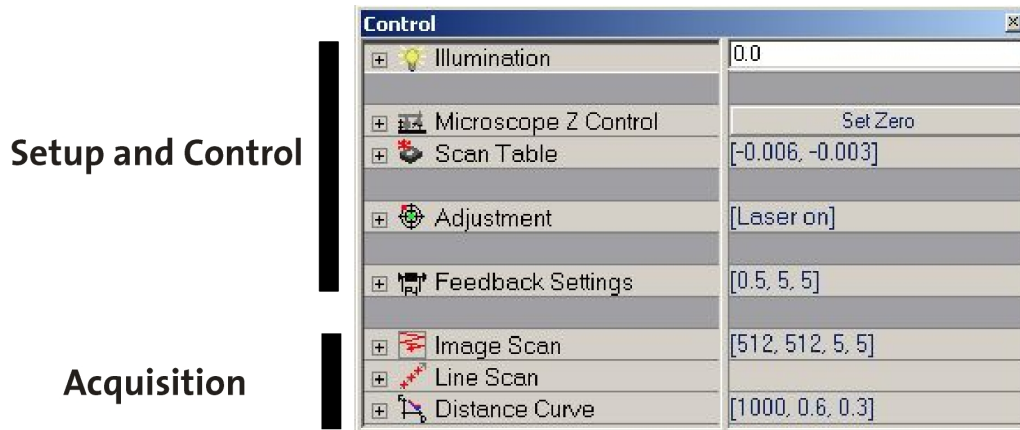 Control
Illumination 0.0
Microscope Z Control Set Zero
Setup and Control
Scan Table [-0.006, -0.003]
Adjustment [Laser on]
Feedback Settings [0.5, 5, 5]
Image Scan [512, 512, 5, 5]
Acquisition
Line Scan
Distance Curve [1000, 0.6, 0.3]